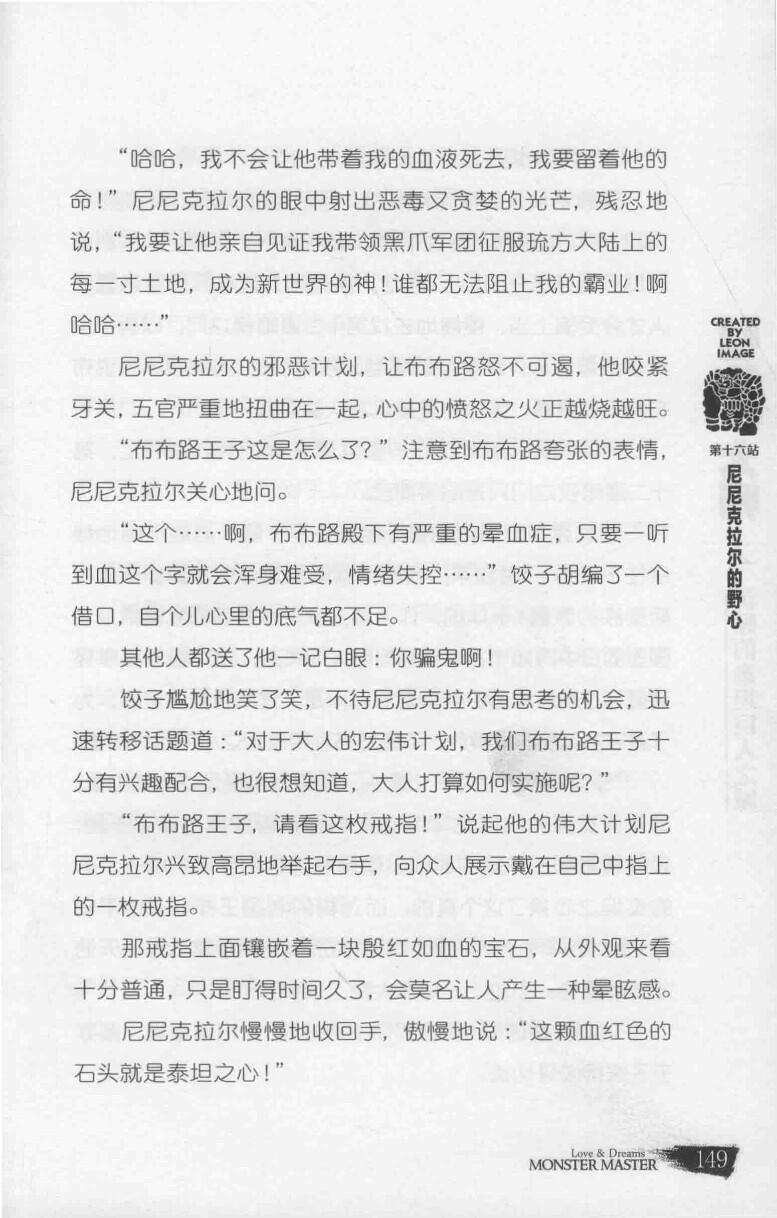 “哈哈，我不会让他带着我的血液死去，我要留着他的
命！”尼尼克拉尔的眼中射出恶毒又贪婪的光芒，残忍地
说，“我要让他亲自见证我带领黑爪军团征服琉方大陆上的
每一寸土地，成为新世界的神！谁都无法阻止我的霸业！啊
哈哈……”
尼尼克拉尔的邪恶计划，让布布路怒不可遏，他咬紧
牙关，五官严重地扭曲在一起，心中的愤怒之火正越烧越旺。
“布布路王子这是怎么了？”注意到布布路夸张的表情，
尼尼克拉尔关心地问。
“这个……啊，布布路殿下有严重的晕血症，只要一听
到血这个字就会浑身难受，情绪失控……”饺子胡编了一个
借口，自个儿心里的底气都不足。
其他人都送了他一记白眼：你骗鬼啊！
饺子尴尬地笑了笑，不待尼尼克拉尔有思考的机会，迅
速转移话题道：“对于大人的宏伟计划，我们布布路王子十
分有兴趣配合，也很想知道，大人打算如何实施呢？”
“布布路王子，请看这枚戒指！”说起他的伟大计划尼
尼克拉尔兴致高昂地举起右手，向众人展示戴在自己中指上
的一枚戒指。
那戒指上面镶嵌着一块殷红如血的宝石，从外观来看
十分普通，只是盯得时间久了，会莫名让人产生一种晕眩感。
尼尼克拉尔慢慢地收回手，傲慢地说：“这颗血红色的
石头就是泰坦之心！”
CREATED
BY
LEON
IMAGE
第十六站
尼尼克拉尔的野心
Love & Dreams
MONSTER MASTER
149